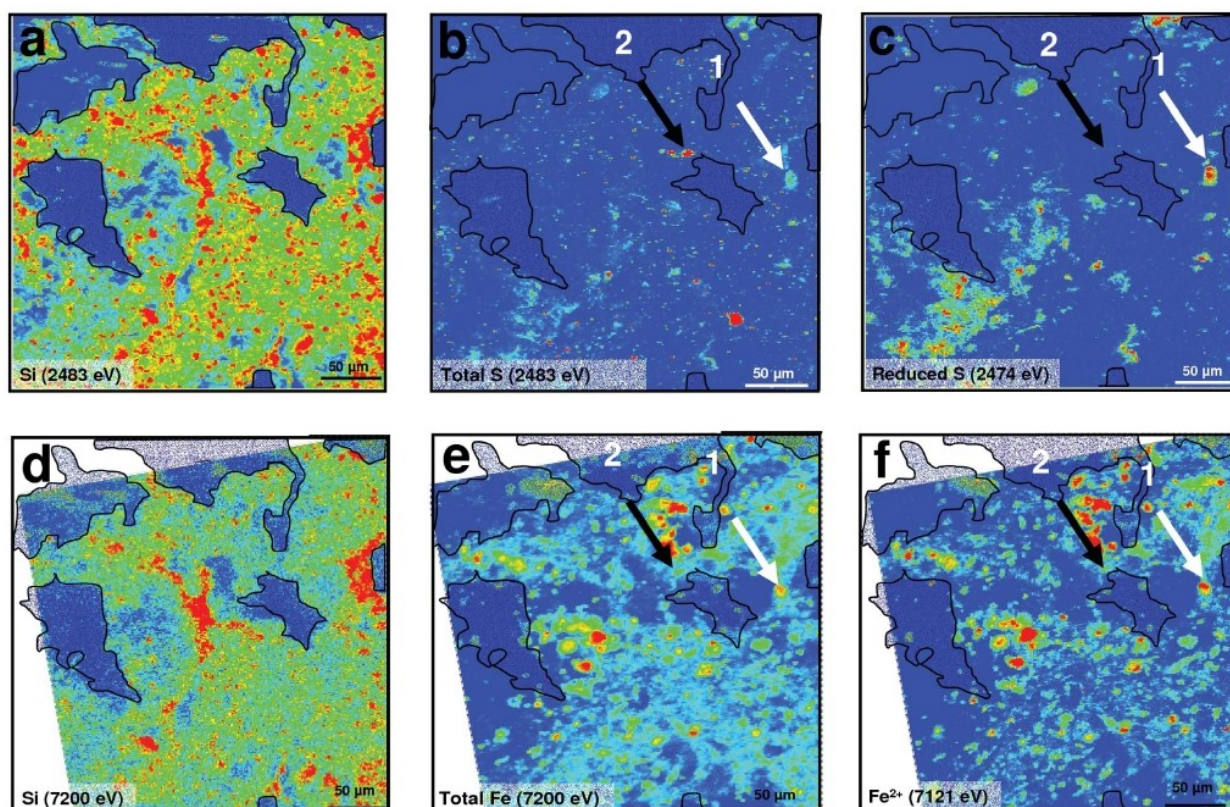 a
Si (2483 eV)
50 µm
b
2
1
Total S (2483 eV)
50 µm
c
2
1
Reduced S (2474 eV)
50 µm
d
Si (7200 eV)
50 µm
e
2
1
Total Fe (7200 eV)
50 µm
f
2
1
Fe²⁺ (7121 eV)
50 µm